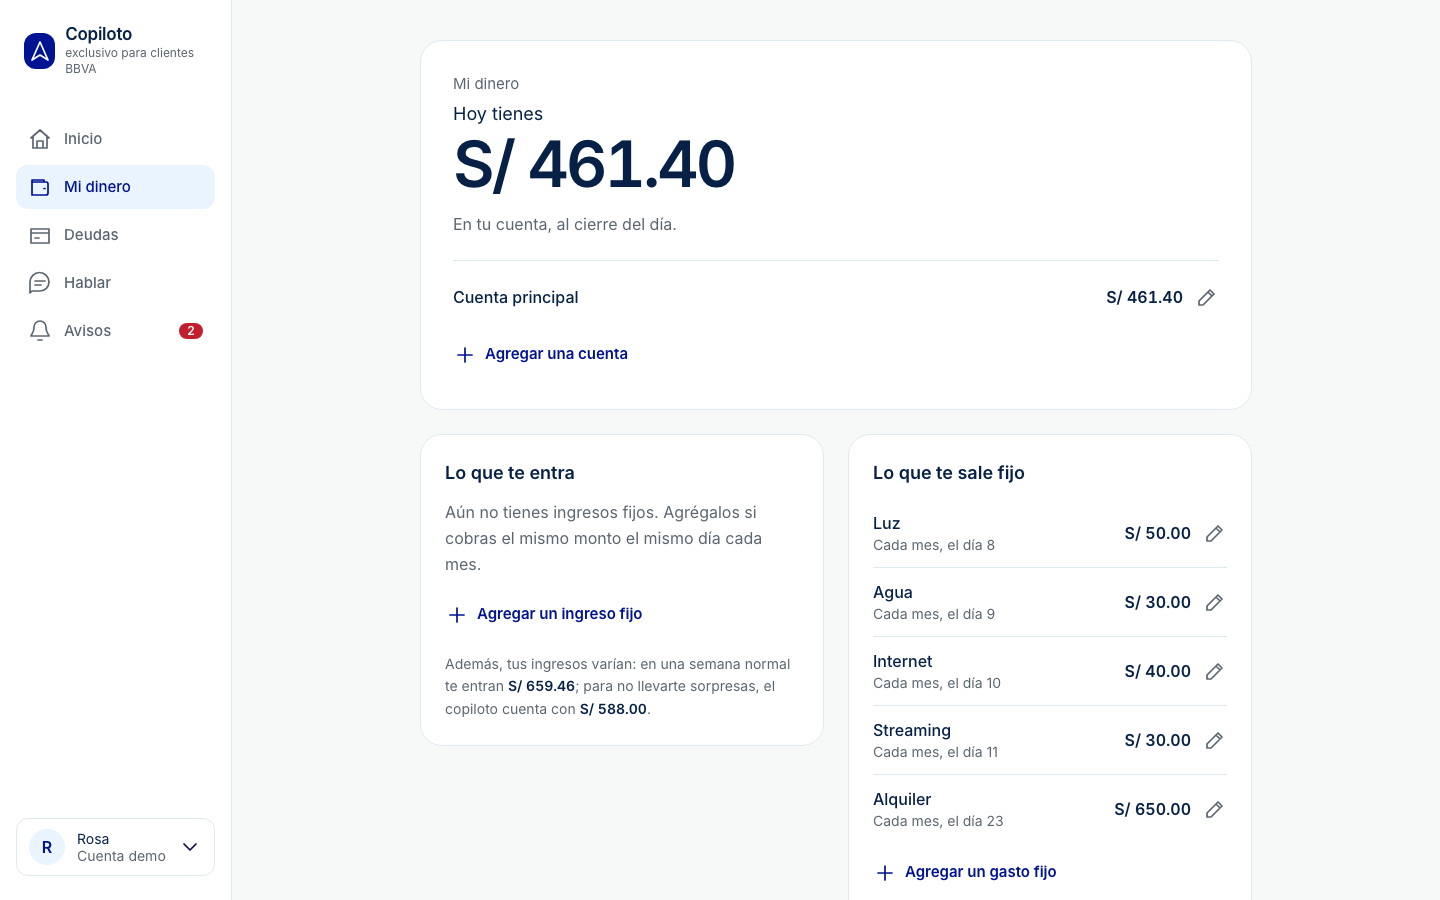 Copiloto
exclusivo para clientes
BBVA
Inicio
Mi dinero
Deudas
Hablar
Avisos
2
Rosa
R
Cuenta demo
Mi dinero
Hoy tienes
S/ 461.40
En tu cuenta, al cierre del día.
Cuenta principal
S/ 461.40
Agregar una cuenta
Lo que te entra
Aún no tienes ingresos fijos. Agrégalos si
cobras el mismo monto el mismo día cada
mes.
Agregar un ingreso fijo
Además, tus ingresos varían: en una semana normal
te entran S/ 659.46; para no llevarte sorpresas, el
copiloto cuenta con S/ 588.00.
Lo que te sale fijo
Luz
S/ 50.00
Cada mes, el día 8
Agua
S/ 30.00
Cada mes, el día 9
Internet
S/ 40.00
Cada mes, el día 10
Streaming
S/ 30.00
Cada mes, el día 11
Alquiler
S/ 650.00
Cada mes, el día 23
Agregar un gasto fijo